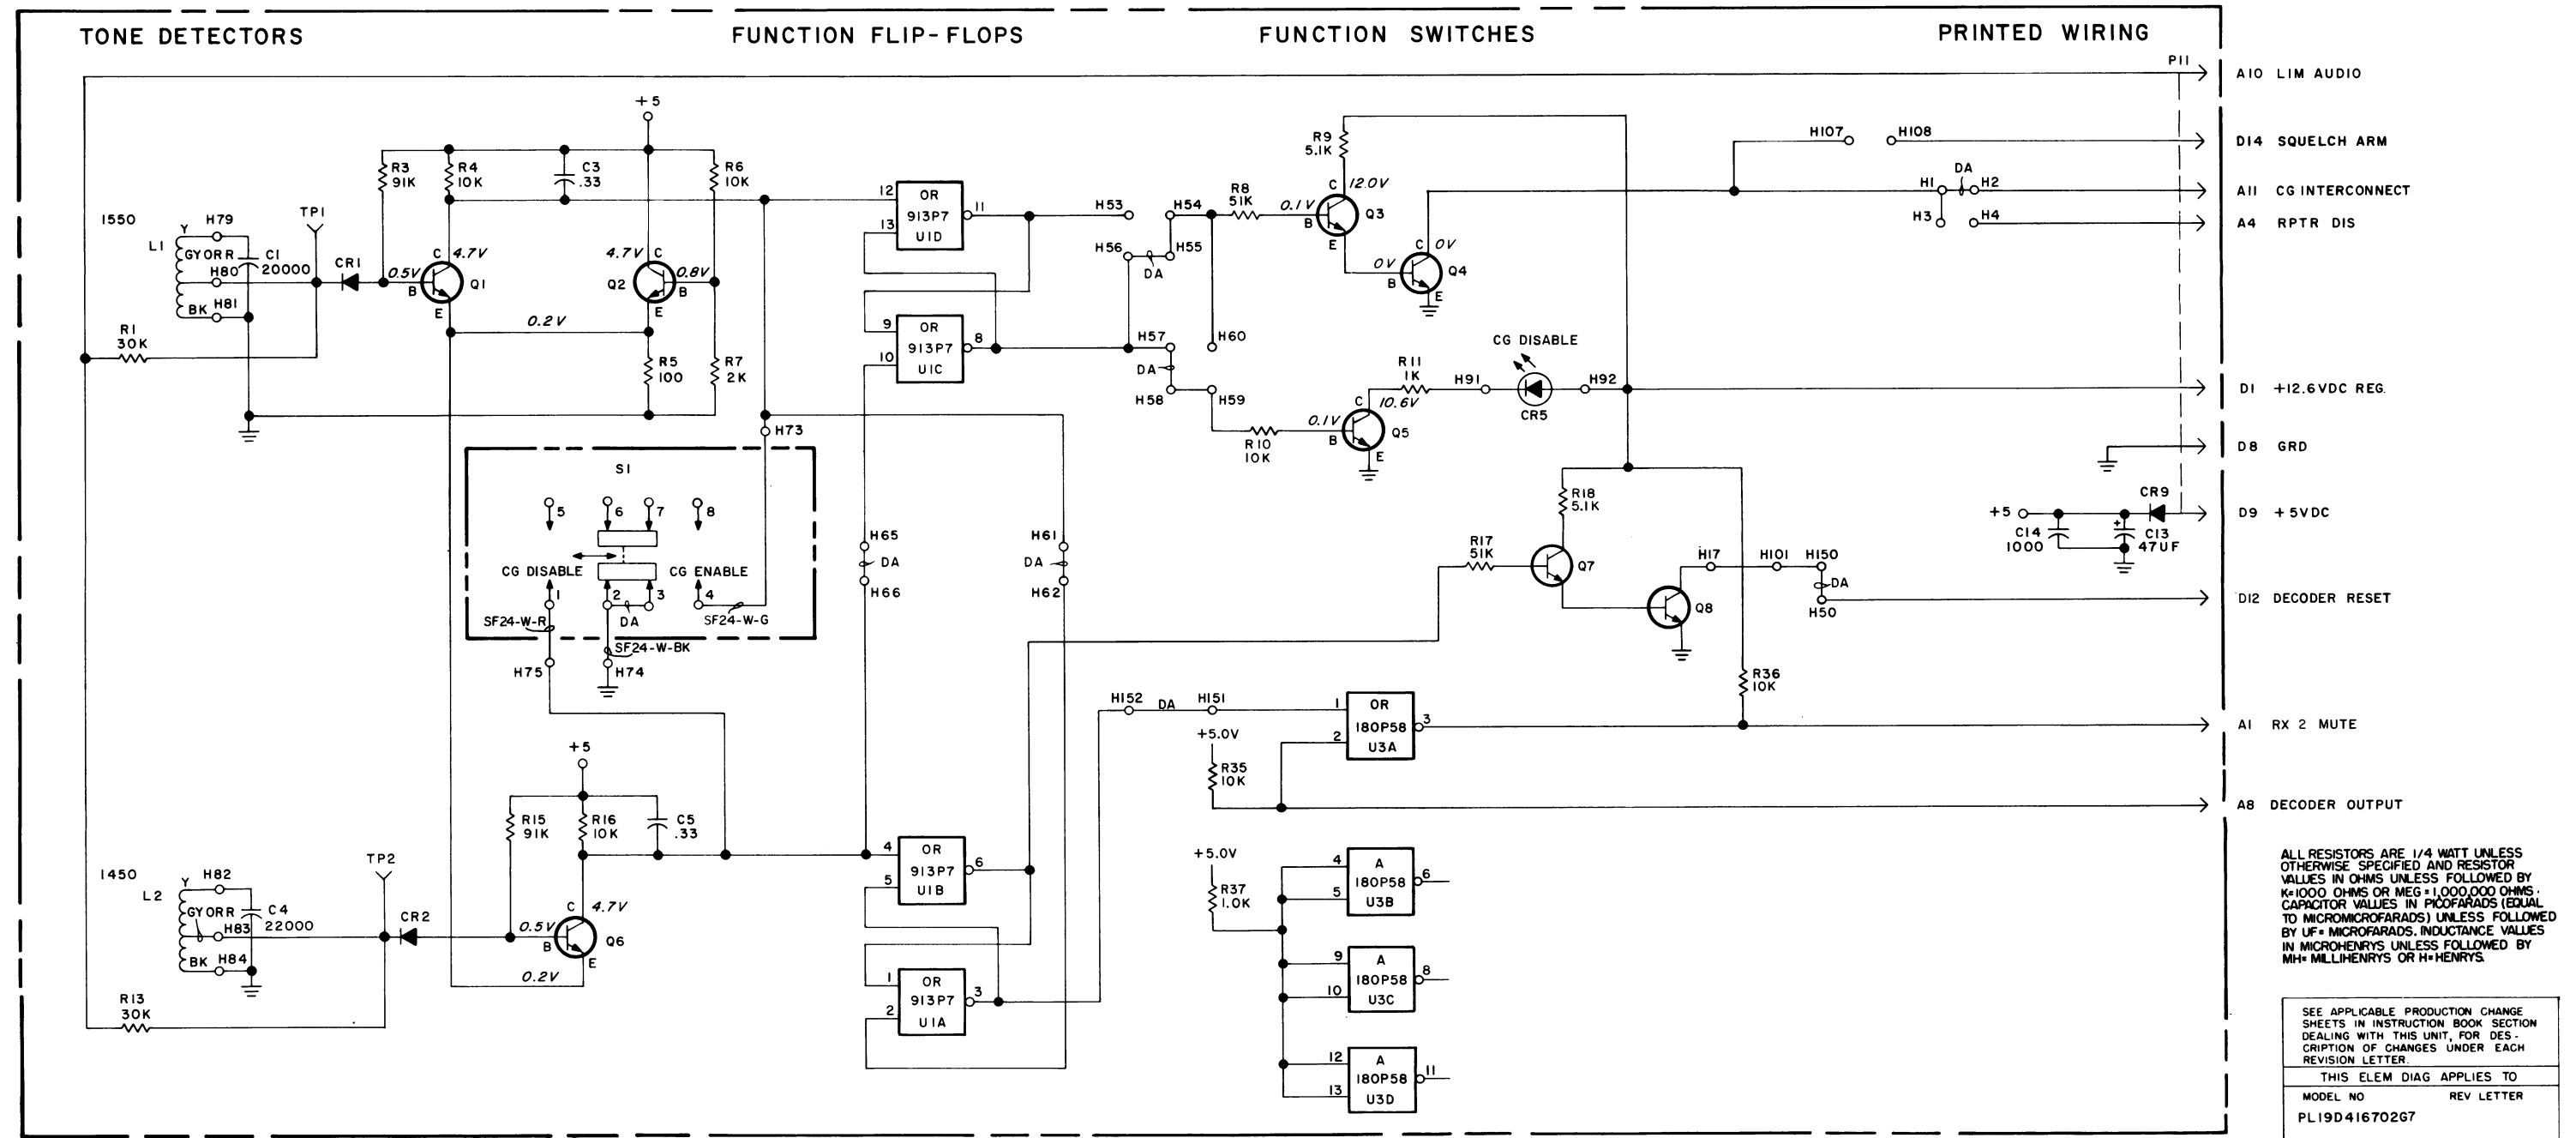 TONE DETECTORS
FUNCTION FLIP-FLOPS
FUNCTION SWITCHES
PRINTED WIRING
P11
A10 LIM AUDIO
+5
H107
H108
D14 SQUELCH ARM
R9
5.1K
R3
91K
R4
10K
C3
.33
R6
10K
DA
H1
H2
A11 CG INTERCONNECT
H3
H4
A4 RPTR DIS
12
OR
913P7
U1D
11
13
H53
H54
R8
51K
0.1V
B
C
12.0V
Q3
E
1550
TP1
L1
Y
H79
GYORR
H80
C1
20000
BK
H81
CR1
0.5V
B
C
4.7V
Q1
E
4.7V
C
Q2
0.8V
B
E
0.2V
H56
H55
DA
0V
B
C
0V
Q4
E
R1
30K
R5
100
R7
2K
9
OR
913P7
U1C
8
10
H57
H60
DA
H58
H59
R11
1K
H91
CG DISABLE
CR5
H92
D1 +12.6VDC REG.
C
10.6V
0.1V
B
Q5
E
R10
10K
H73
D8 GRD
S1
5
6
7
8
CG DISABLE
CG ENABLE
1
2
3
4
SF24-W-R
DA
SF24-W-G
SF24-W-BK
H75
H74
H65
DA
H66
H61
DA
H62
R18
5.1K
R17
51K
Q7
Q8
H17
H101
H150
DA
H50
+5
C14
1000
C13
47UF
+
CR9
D9 +5VDC
D12 DECODER RESET
R36
10K
H152
DA
H151
1
OR
180P58
U3A
3
2
A1 RX 2 MUTE
+5.0V
R35
10K
A8 DECODER OUTPUT
+5
R15
91K
R16
10K
C5
.33
1450
TP2
L2
Y
H82
GYORR
H83
C4
22000
BK
H84
CR2
0.5V
B
C
4.7V
Q6
E
0.2V
R13
30K
4
OR
913P7
U1B
6
5
1
OR
913P7
U1A
3
2
+5.0V
R37
1.0K
4
A
180P58
U3B
6
5
9
A
180P58
U3C
8
10
12
A
180P58
U3D
11
13
ALL RESISTORS ARE 1/4 WATT UNLESS
OTHERWISE SPECIFIED AND RESISTOR
VALUES IN OHMS UNLESS FOLLOWED BY
K=1000 OHMS OR MEG=1,000,000 OHMS.
CAPACITOR VALUES IN PICOFARADS (EQUAL
TO MICROMICROFARADS) UNLESS FOLLOWED
BY UF= MICROFARADS. INDUCTANCE VALUES
IN MICROHENRYS UNLESS FOLLOWED BY
MH= MILLIHENRYS OR H=HENRYS.
SEE APPLICABLE PRODUCTION CHANGE
SHEETS IN INSTRUCTION BOOK SECTION
DEALING WITH THIS UNIT, FOR DES-
CRIPTION OF CHANGES UNDER EACH
REVISION LETTER.
THIS ELEM DIAG APPLIES TO
MODEL NO REV LETTER
PL19D416702G7